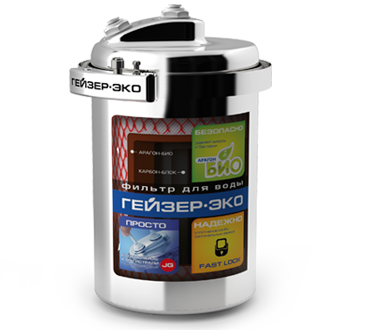 ГЕЙЗЕР-ЭКО
БЕЗОПАСНО
АРАГОН-БИО
АРАГОН
БИО
КАРБОН-БЛОК
ФИЛЬТР ДЛЯ ВОДЫ
ГЕЙЗЕР-ЭКО
ПРОСТО
НАДЕЖНО
JG
FAST LOCK